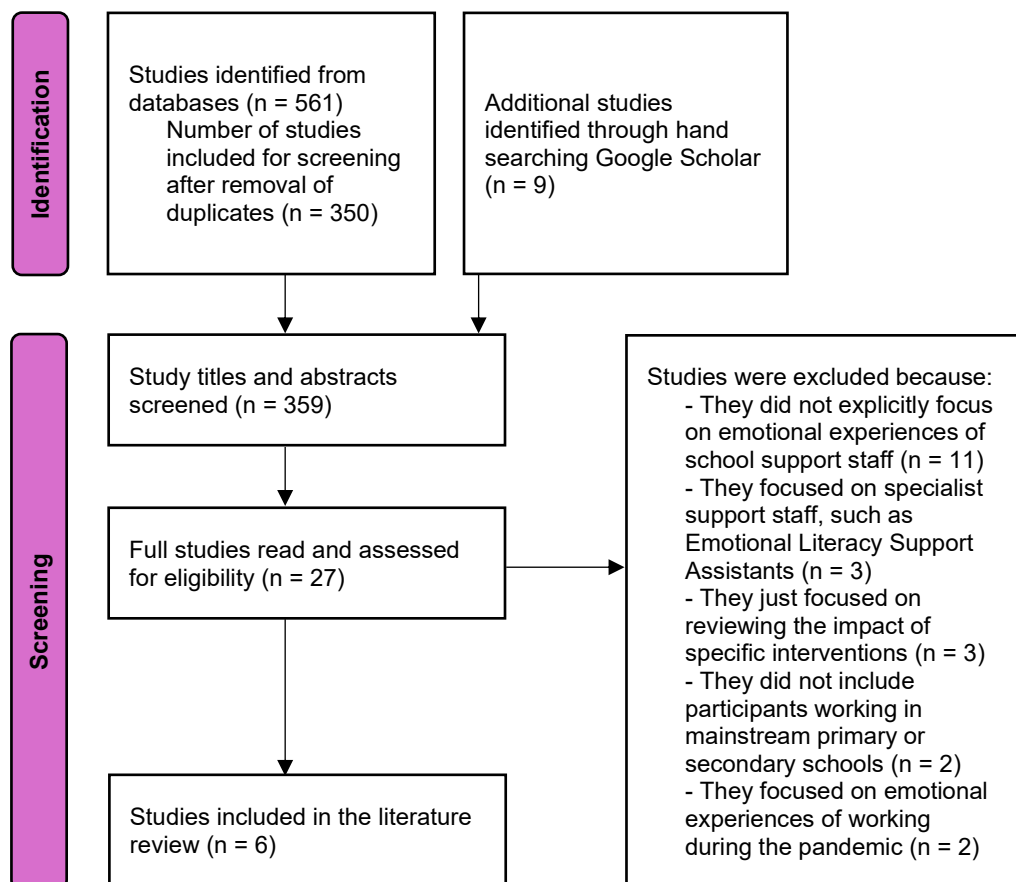 Identification
Studies identified from
databases (n = 561)
Number of studies
included for screening
after removal of
duplicates (n = 350)
Additional studies
identified through hand
searching Google Scholar
(n = 9)
Screening
Study titles and abstracts
screened (n = 359)
Full studies read and assessed
for eligibility (n = 27)
Studies were excluded because:
- They did not explicitly focus
on emotional experiences of
school support staff (n = 11)
- They focused on specialist
support staff, such as
Emotional Literacy Support
Assistants (n = 3)
- They just focused on
reviewing the impact of
specific interventions (n = 3)
- They did not include
participants working in
mainstream primary or
secondary schools (n = 2)
- They focused on emotional
experiences of working
during the pandemic (n = 2)
Studies included in the literature
review (n = 6)